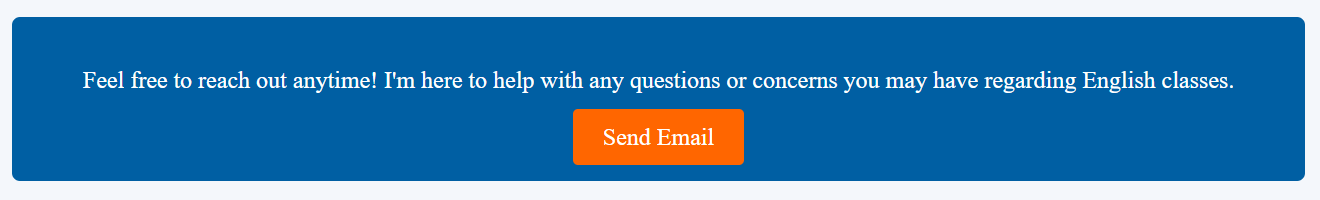 Feel free to reach out anytime! I'm here to help with any questions or concerns you may have regarding English classes.
Send Email